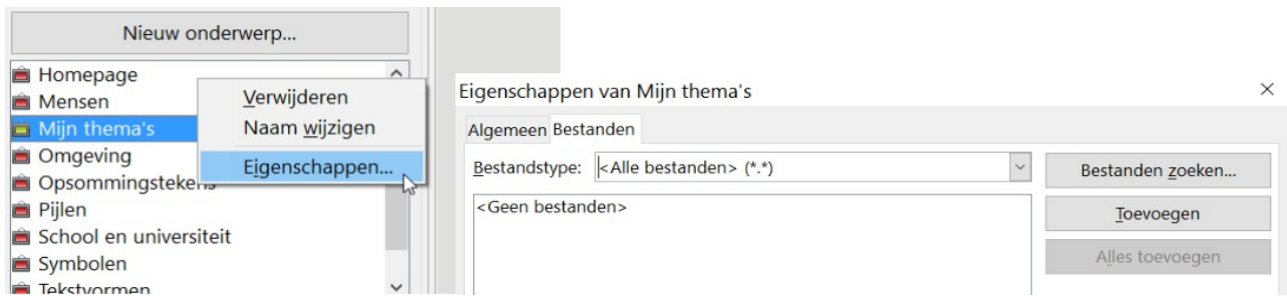 Nieuw onderwerp...
Homepage
Mensen
Mijn thema's
Omgeving
Opsommingstekens
Pijlen
School en universiteit
Symbolen
Tekstvormen
Verwijderen
Naam wijzigen
Eigenschappen...
Eigenschappen van Mijn thema's
Algemeen Bestanden
Bestandstype: <Alle bestanden> (*.*)
Bestanden zoeken...
<Geen bestanden>
Toevoegen
Alles toevoegen